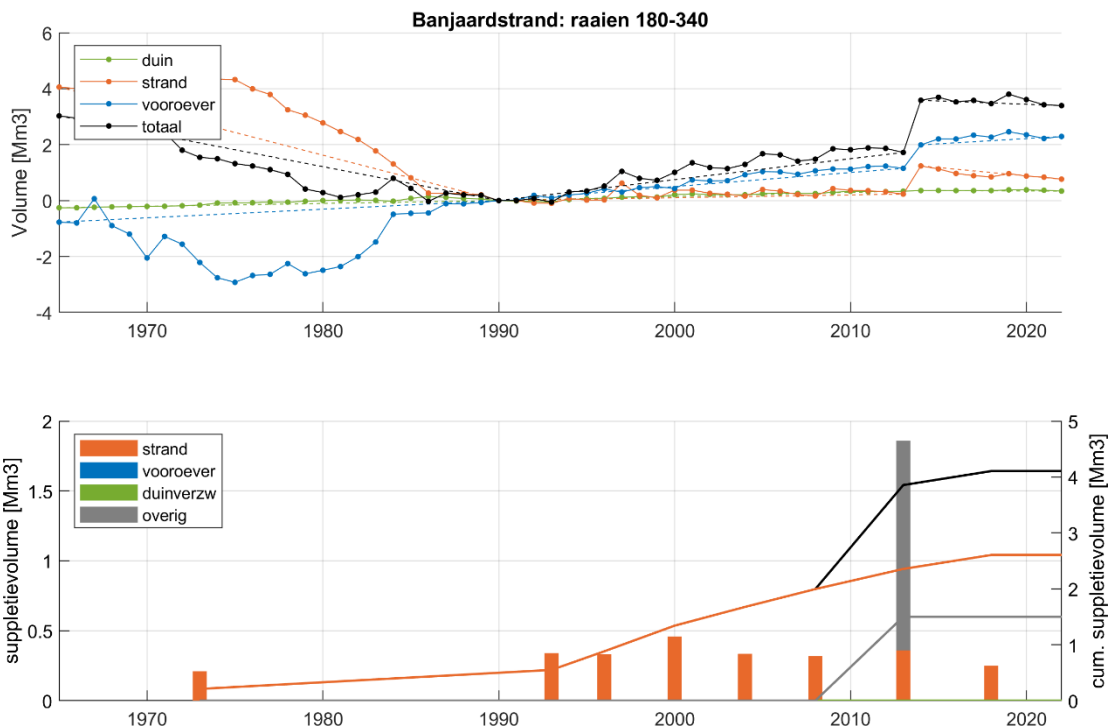 Banjaardstrand: raaien 180-340
Volume [Mm3]
6
4
2
0
-2
-4
duin
strand
vooroever
totaal
1970
1980
1990
2000
2010
2020
suppletievolume [Mm3]
2
1.5
1
0.5
0
strand
vooroever
duinverzw
overig
5
4
3
2
1
0
cum. suppletievolume [Mm3]
1970
1980
1990
2000
2010
2020